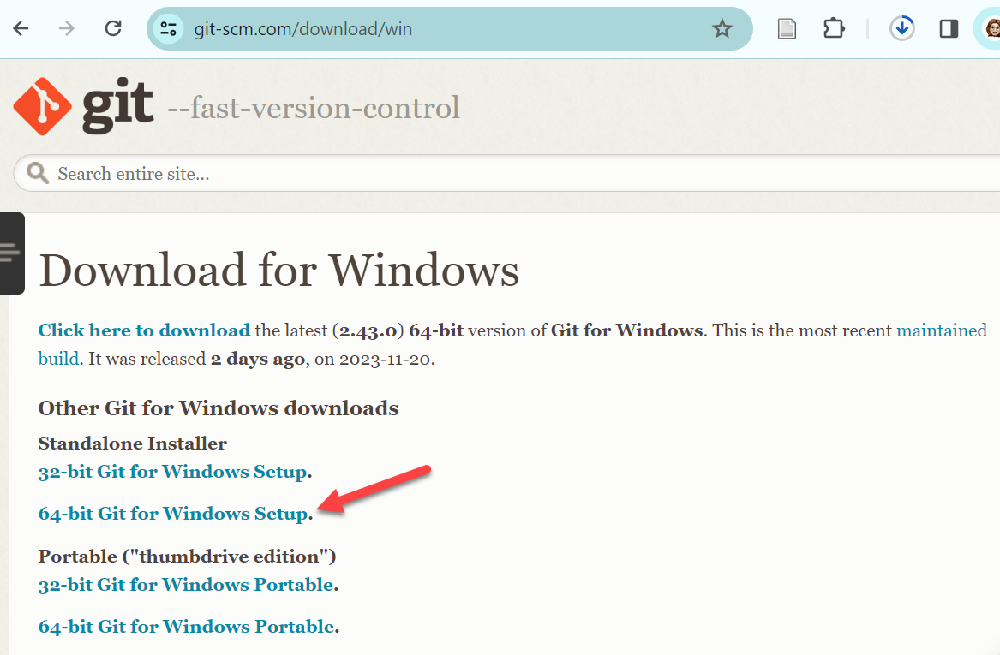 git-scm.com/download/win
git --fast-version-control
Search entire site...
Download for Windows
Click here to download the latest (2.43.0) 64-bit version of Git for Windows. This is the most recent maintained
build. It was released 2 days ago, on 2023-11-20.
Other Git for Windows downloads
Standalone Installer
32-bit Git for Windows Setup.
64-bit Git for Windows Setup.
Portable ("thumbdrive edition")
32-bit Git for Windows Portable.
64-bit Git for Windows Portable.